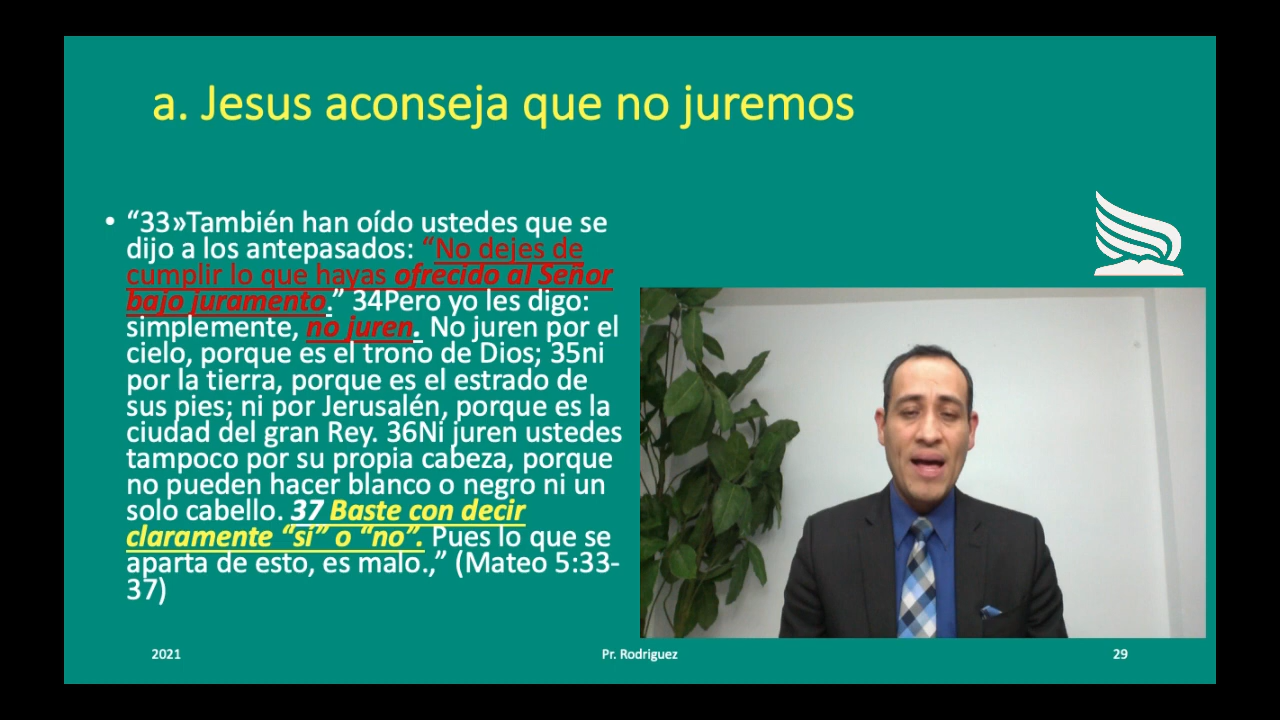 a. Jesus aconseja que no juremos
• “33»También han oído ustedes que se
dijo a los antepasados: “No dejes de
cumplir lo que hayas ofrecido al Señor
bajo juramento.” 34Pero yo les digo:
simplemente, no juren. No juren por el
cielo, porque es el trono de Dios; 35ni
por la tierra, porque es el estrado de
sus pies; ni por Jerusalén, porque es la
ciudad del gran Rey. 36Ni juren ustedes
tampoco por su propia cabeza, porque
no pueden hacer blanco o negro ni un
solo cabello. 37 Baste con decir
claramente “sí” o “no”. Pues lo que se
aparta de esto, es malo.,” (Mateo 5:33-
37)
2021
Pr. Rodriguez
29